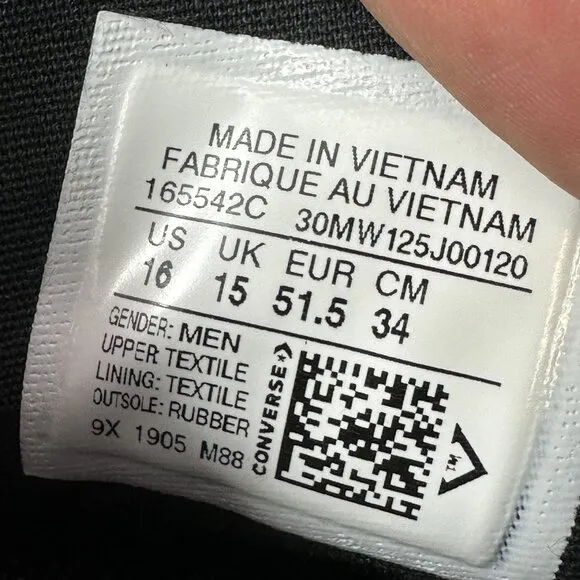 MADE IN VIETNAM
FABRIQUE AU VIETNAM
165542C 30MW125J00120
US UK EUR CM
16 15 51.5 34
GENDER: MEN
UPPER: TEXTILE
LINING: TEXTILE
OUTSOLE: RUBBER
9X 1905 M88
CONVERSE